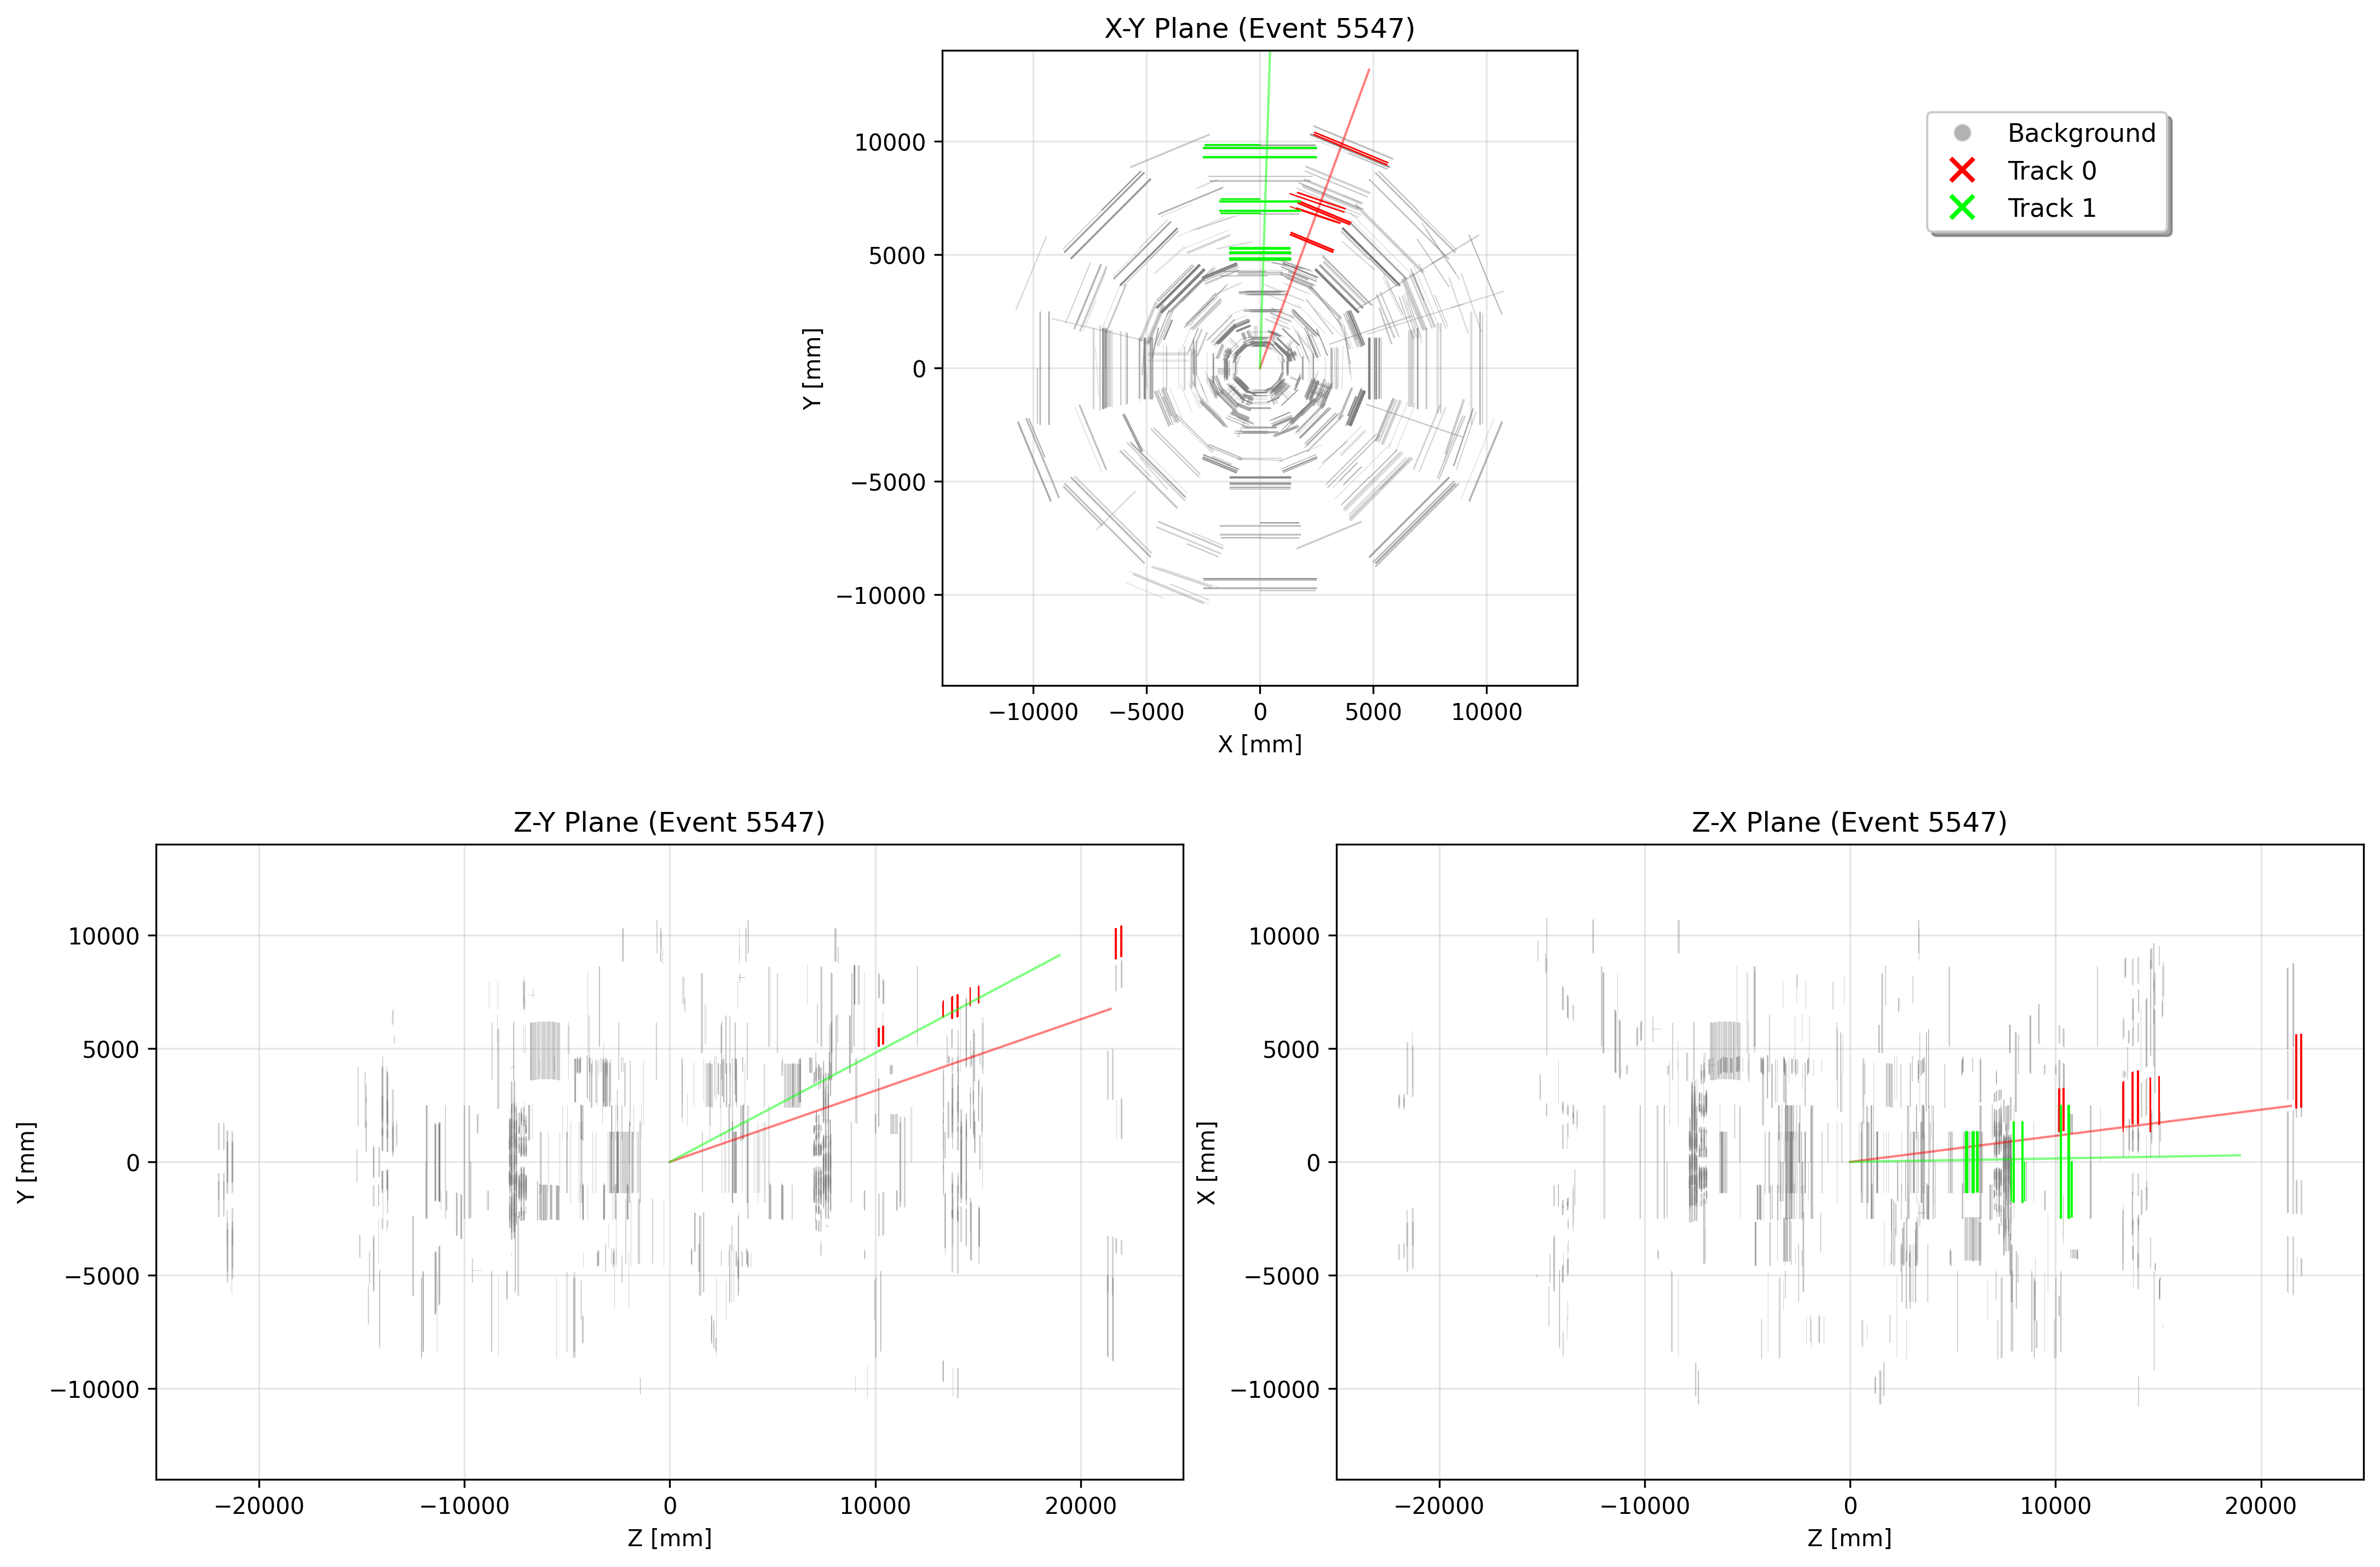 X-Y Plane (Event 5547)
Y [mm]
10000
5000
0
−5000
−10000
−10000 −5000 0 5000 10000
X [mm]
Background
Track 0
Track 1
Z-Y Plane (Event 5547)
Y [mm]
10000
5000
0
−5000
−10000
−20000 −10000 0 10000 20000
Z [mm]
Z-X Plane (Event 5547)
X [mm]
10000
5000
0
−5000
−10000
−20000 −10000 0 10000 20000
Z [mm]